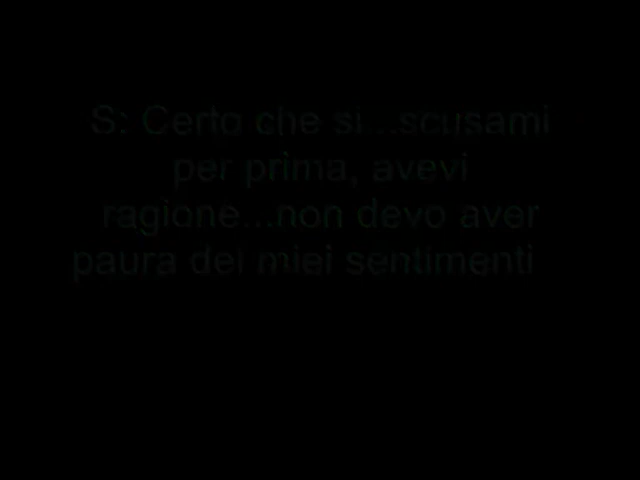 S: Certo che si...scusami
per prima, avevi
ragione...non devo aver
paura dei miei sentimenti